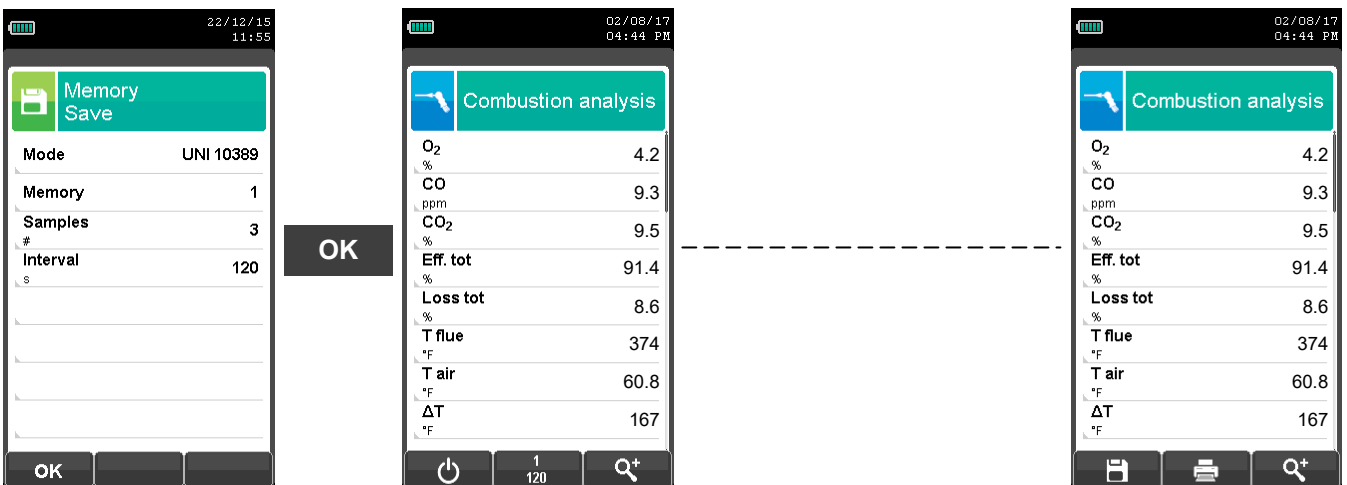 22/12/15
11:55
Memory
Save
Mode UNI 10389
Memory 1
Samples 3
#
Interval 120
s
OK
OK
02/08/17
04:44 PM
Combustion analysis
O₂ 4.2
%
CO 9.3
ppm
CO₂ 9.5
%
Eff. tot 91.4
%
Loss tot 8.6
%
T flue 374
°F
T air 60.8
°F
ΔT 167
°F
1
120
02/08/17
04:44 PM
Combustion analysis
O₂ 4.2
%
CO 9.3
ppm
CO₂ 9.5
%
Eff. tot 91.4
%
Loss tot 8.6
%
T flue 374
°F
T air 60.8
°F
ΔT 167
°F